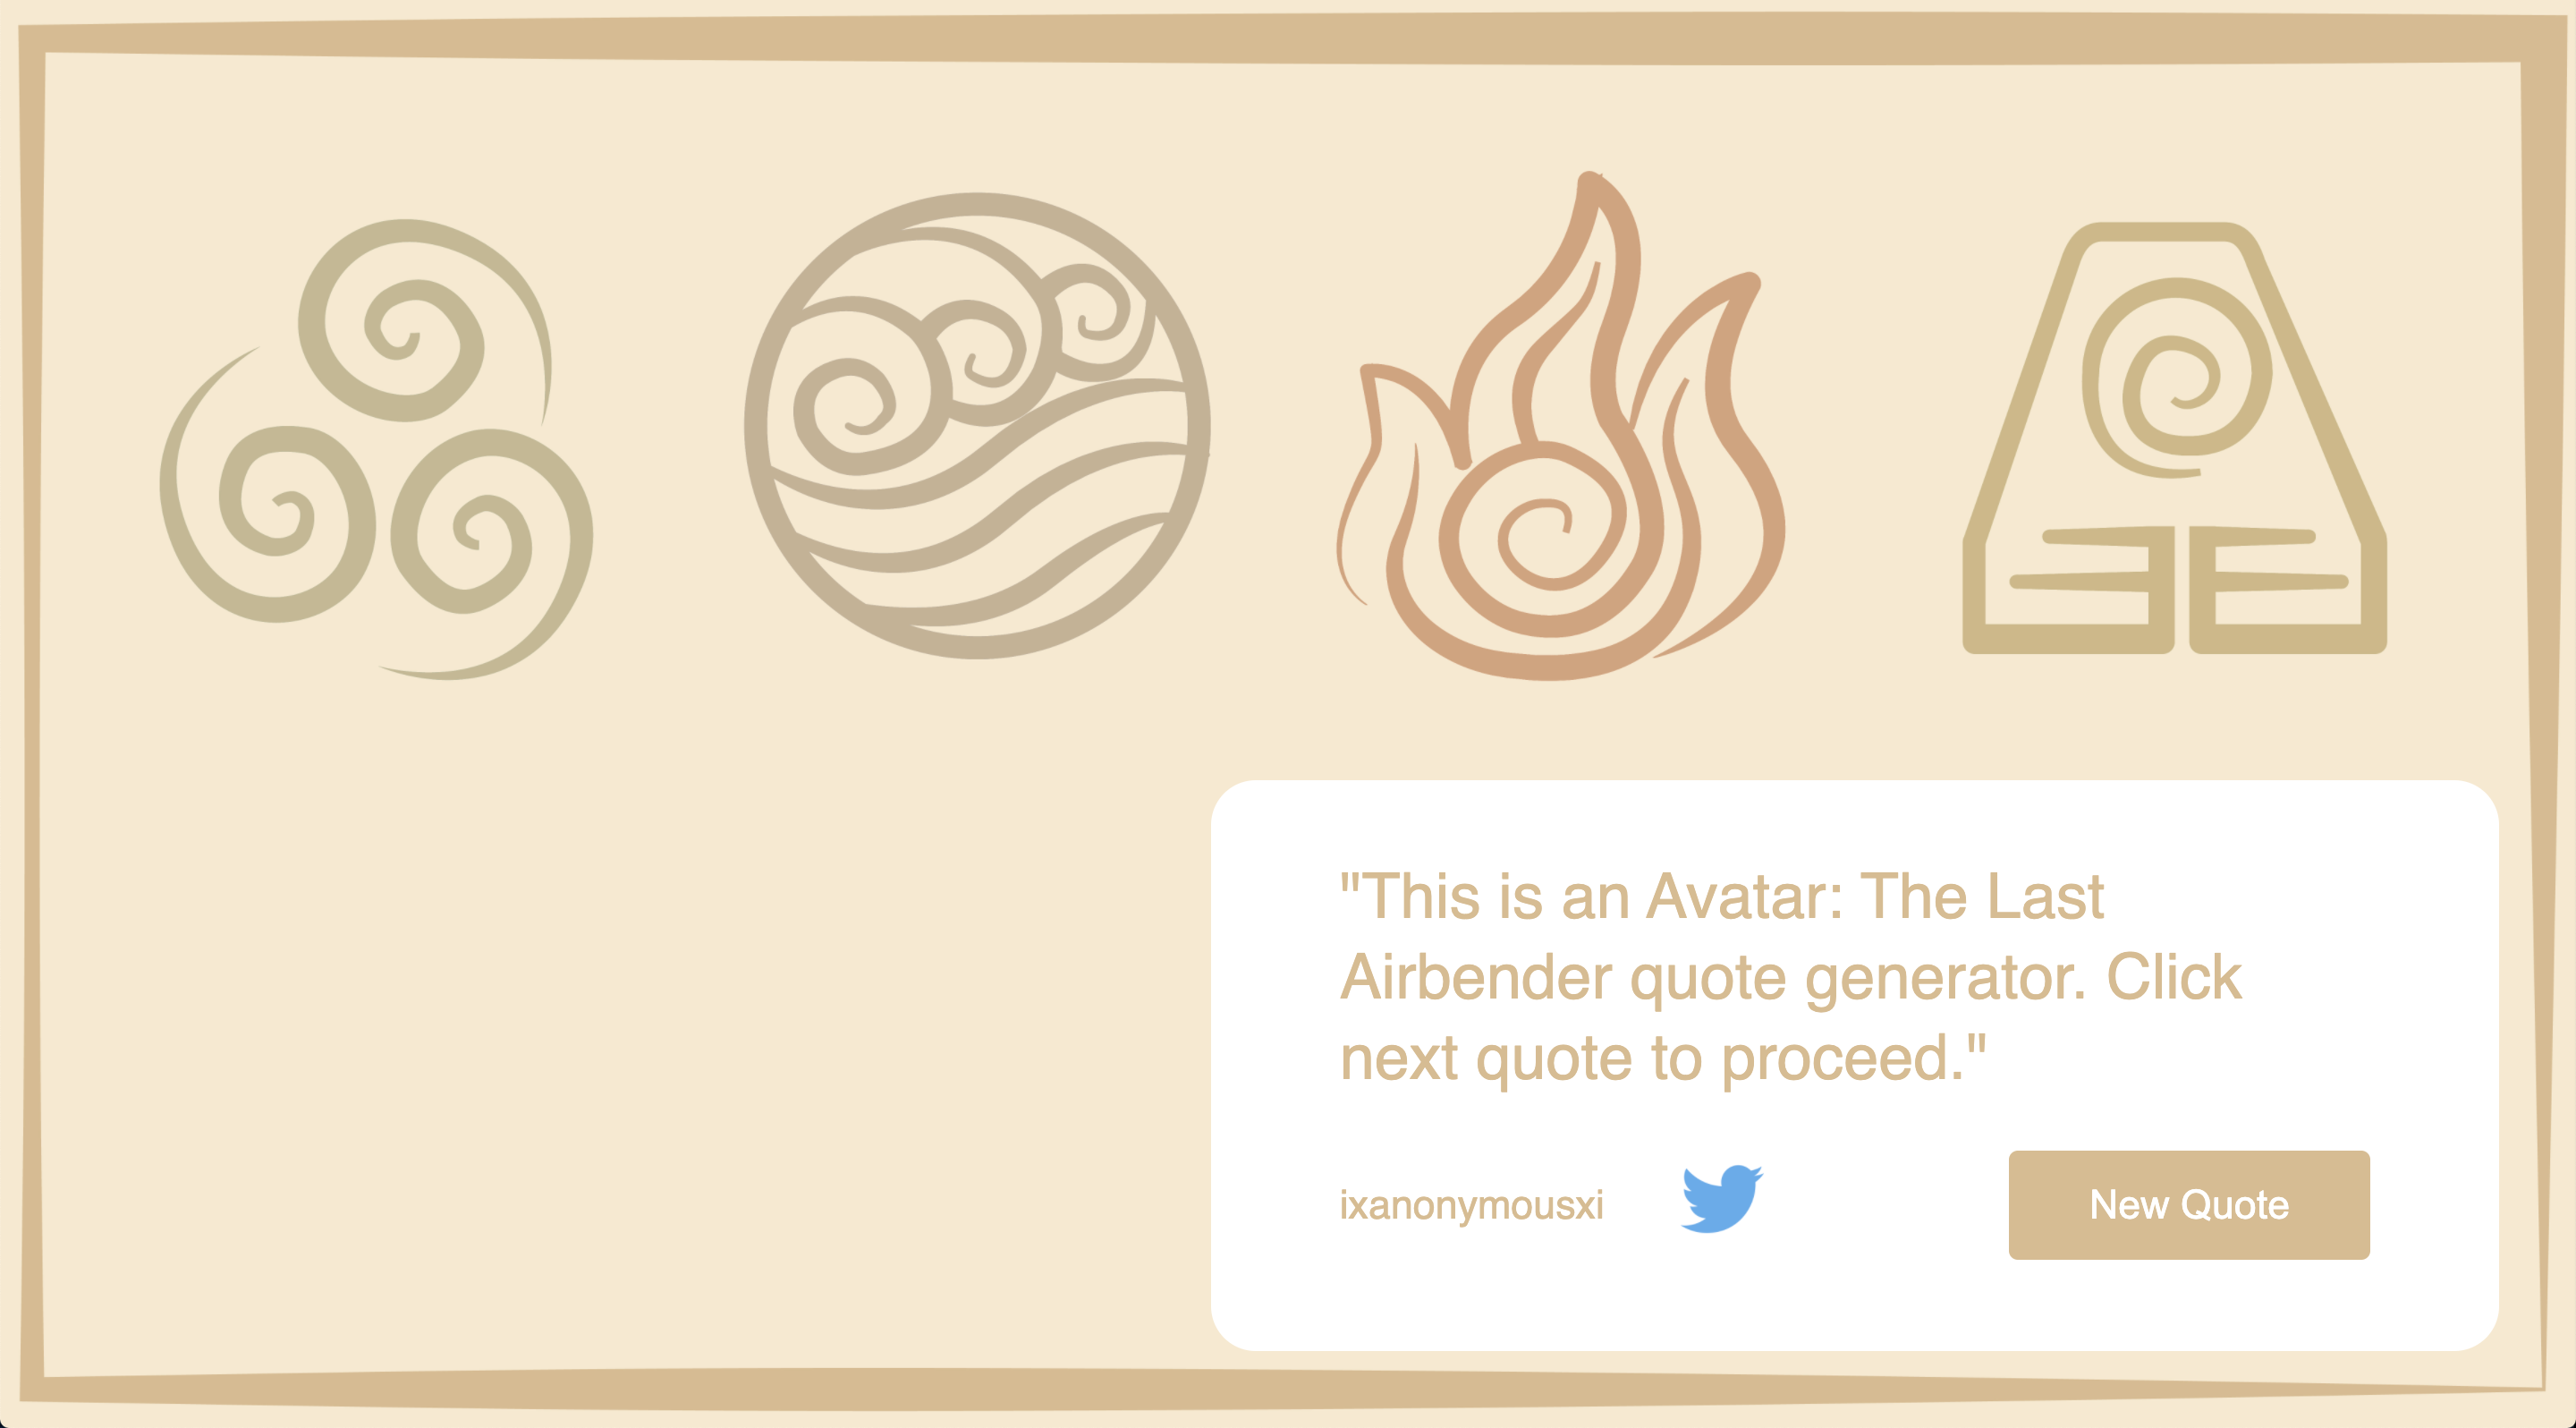 "This is an Avatar: The Last
Airbender quote generator. Click
next quote to proceed."
ixanonymousxi
New Quote